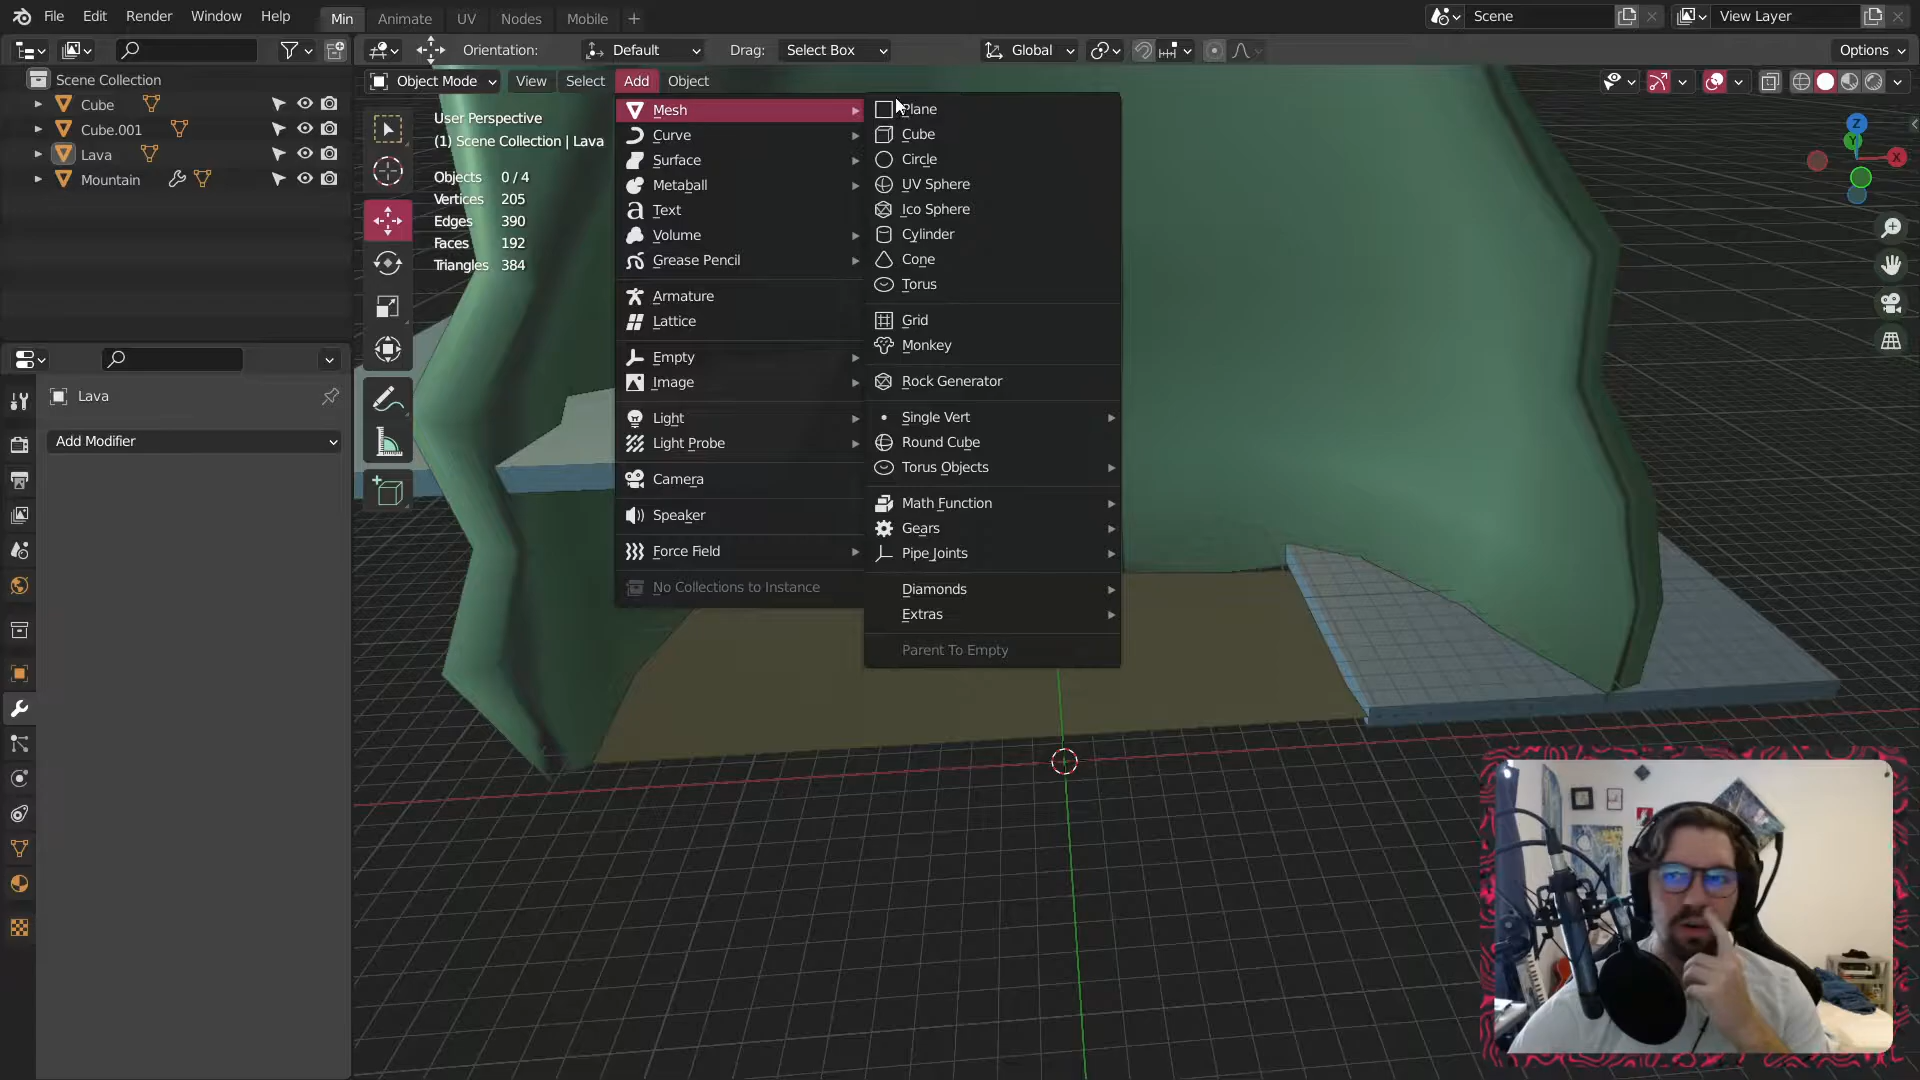 File Edit Render Window Help Min Animate UV Nodes Mobile + Scene View Layer
Orientation: Default Drag: Select Box Global Options
Scene Collection
Cube
Cube.001
Lava
Mountain
Lava
Add Modifier
Object Mode View Select Add Object
User Perspective
(1) Scene Collection | Lava
Objects 0 / 4
Vertices 205
Edges 390
Faces 192
Triangles 384
Mesh
Curve
Surface
Metaball
Text
Volume
Grease Pencil
Armature
Lattice
Empty
Image
Light
Light Probe
Camera
Speaker
Force Field
No Collections to Instance
Plane
Cube
Circle
UV Sphere
Ico Sphere
Cylinder
Cone
Torus
Grid
Monkey
Rock Generator
Single Vert
Round Cube
Torus Objects
Math Function
Gears
Pipe Joints
Diamonds
Extras
Parent To Empty
Z
Y
X